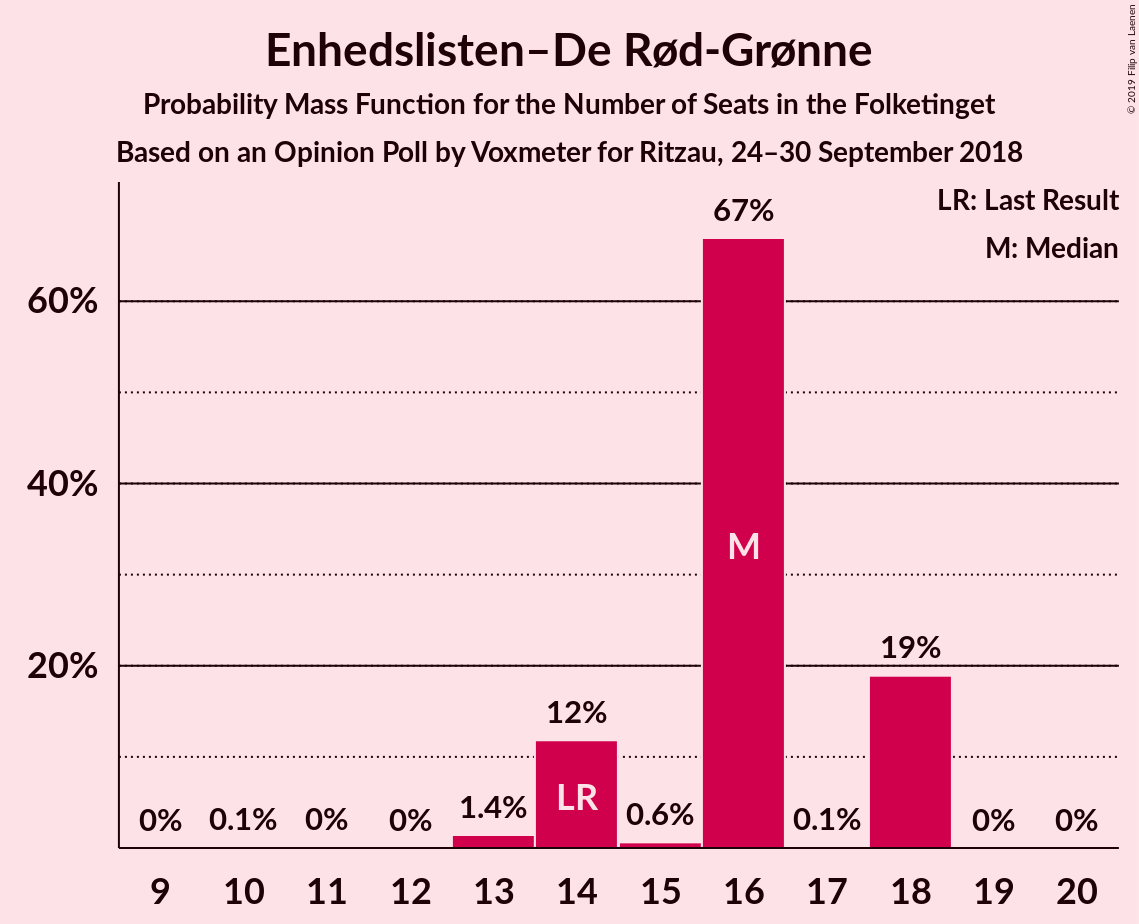 Enhedslisten–De Rød-Grønne
Probability Mass Function for the Number of Seats in the Folketinget
Based on an Opinion Poll by Voxmeter for Ritzau, 24–30 September 2018
© 2019 Filip van Laenen
LR: Last Result
M: Median
67%
60%
40%
M
20%
19%
12%
LR
0%
0.1%
0%
0%
1.4%
0.6%
0.1%
0%
0%
9 10 11 12 13 14 15 16 17 18 19 20